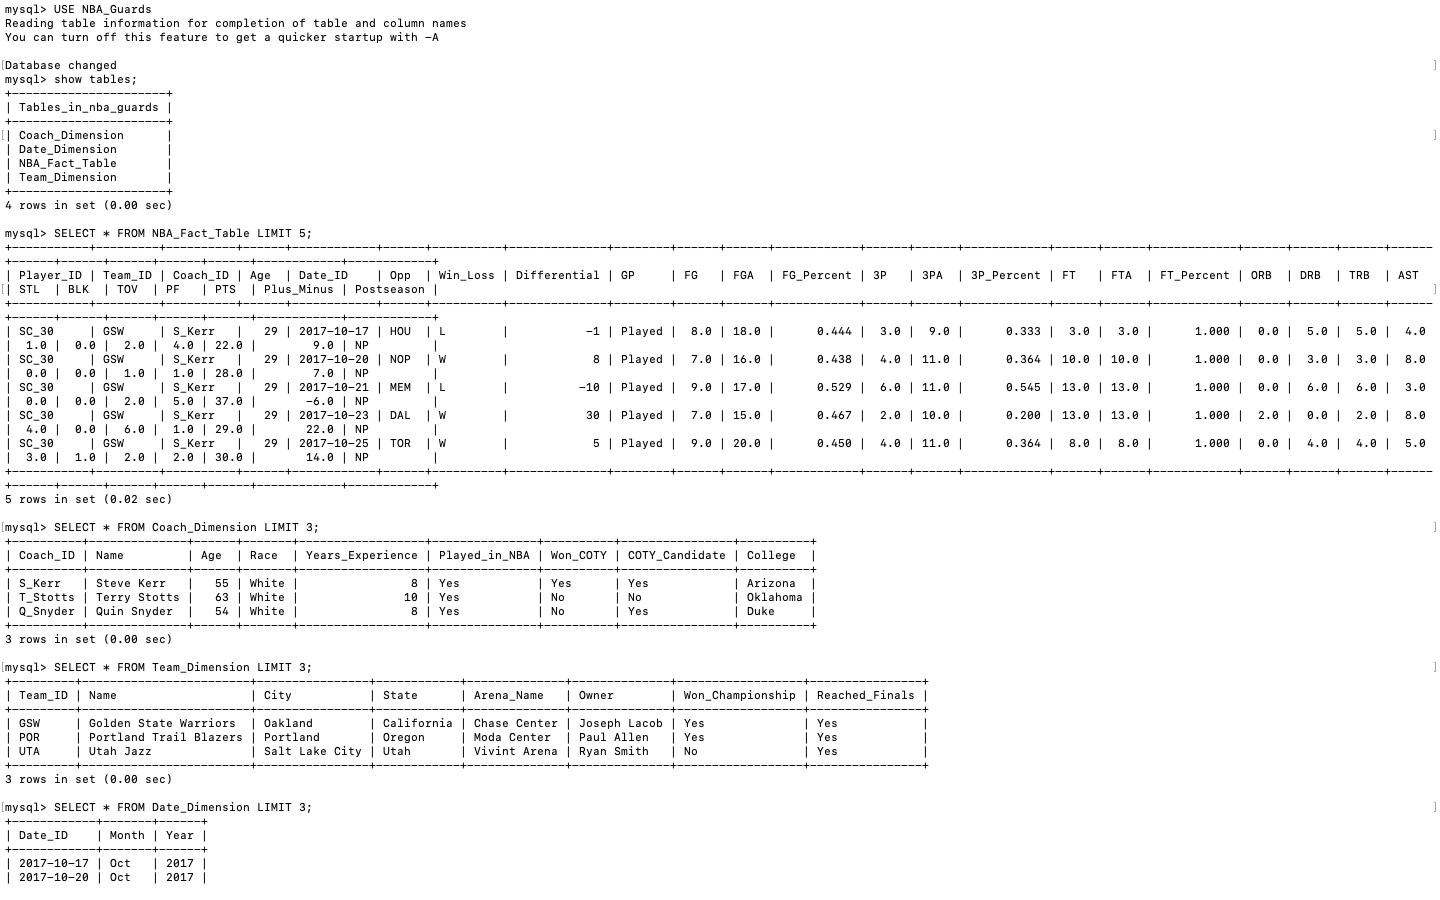 mysql> USE NBA_Guards
Reading table information for completion of table and column names
You can turn off this feature to get a quicker startup with -A

Database changed
mysql> show tables;
+----------------------+
| Tables_in_nba_guards |
+----------------------+
| Coach_Dimension      |
| Date_Dimension       |
| NBA_Fact_Table       |
| Team_Dimension       |
+----------------------+
4 rows in set (0.00 sec)

mysql> SELECT * FROM NBA_Fact_Table LIMIT 5;
| Player_ID | Team_ID | Coach_ID | Age  | Date_ID    | Opp  | Win_Loss | Differential | GP     | FG   | FGA  | FG_Percent | 3P   | 3PA  | 3P_Percent | FT   | FTA  | FT_Percent | ORB  | DRB  | TRB  | AST
| STL  | BLK  | TOV  | PF   | PTS  | Plus_Minus | Postseason |
| SC_30     | GSW     | S_Kerr   |   29 | 2017-10-17 | HOU  | L        |           -1 | Played |  8.0 | 18.0 |      0.444 |  3.0 |  9.0 |      0.333 |  3.0 |  3.0 |      1.000 |  0.0 |  5.0 |  5.0 |  4.0
|  1.0 |  0.0 |  2.0 |  4.0 | 22.0 |        9.0 | NP         |
| SC_30     | GSW     | S_Kerr   |   29 | 2017-10-20 | NOP  | W        |            8 | Played |  7.0 | 16.0 |      0.438 |  4.0 | 11.0 |      0.364 | 10.0 | 10.0 |      1.000 |  0.0 |  3.0 |  3.0 |  8.0
|  0.0 |  0.0 |  1.0 |  1.0 | 28.0 |        7.0 | NP         |
| SC_30     | GSW     | S_Kerr   |   29 | 2017-10-21 | MEM  | L        |          -10 | Played |  9.0 | 17.0 |      0.529 |  6.0 | 11.0 |      0.545 | 13.0 | 13.0 |      1.000 |  0.0 |  6.0 |  6.0 |  3.0
|  0.0 |  0.0 |  2.0 |  5.0 | 37.0 |       -6.0 | NP         |
| SC_30     | GSW     | S_Kerr   |   29 | 2017-10-23 | DAL  | W        |           30 | Played |  7.0 | 15.0 |      0.467 |  2.0 | 10.0 |      0.200 | 13.0 | 13.0 |      1.000 |  2.0 |  0.0 |  2.0 |  8.0
|  4.0 |  0.0 |  6.0 |  1.0 | 29.0 |       22.0 | NP         |
| SC_30     | GSW     | S_Kerr   |   29 | 2017-10-25 | TOR  | W        |            5 | Played |  9.0 | 20.0 |      0.450 |  4.0 | 11.0 |      0.364 |  8.0 |  8.0 |      1.000 |  0.0 |  4.0 |  4.0 |  5.0
|  3.0 |  1.0 |  2.0 |  2.0 | 30.0 |       14.0 | NP         |
5 rows in set (0.02 sec)

mysql> SELECT * FROM Coach_Dimension LIMIT 3;
| Coach_ID | Name         | Age  | Race  | Years_Experience | Played_in_NBA | Won_COTY | COTY_Candidate | College  |
| S_Kerr   | Steve Kerr   |   55 | White |                8 | Yes           | Yes      | Yes            | Arizona  |
| T_Stotts | Terry Stotts |   63 | White |               10 | Yes           | No       | No             | Oklahoma |
| Q_Snyder | Quin Snyder  |   54 | White |                8 | Yes           | No       | Yes            | Duke     |
3 rows in set (0.00 sec)

mysql> SELECT * FROM Team_Dimension LIMIT 3;
| Team_ID | Name                   | City           | State      | Arena_Name   | Owner        | Won_Championship | Reached_Finals |
| GSW     | Golden State Warriors  | Oakland        | California | Chase Center | Joseph Lacob | Yes              | Yes            |
| POR     | Portland Trail Blazers | Portland       | Oregon     | Moda Center  | Paul Allen   | Yes              | Yes            |
| UTA     | Utah Jazz              | Salt Lake City | Utah       | Vivint Arena | Ryan Smith   | No               | Yes            |
3 rows in set (0.00 sec)

mysql> SELECT * FROM Date_Dimension LIMIT 3;
| Date_ID    | Month | Year |
| 2017-10-17 | Oct   | 2017 |
| 2017-10-20 | Oct   | 2017 |